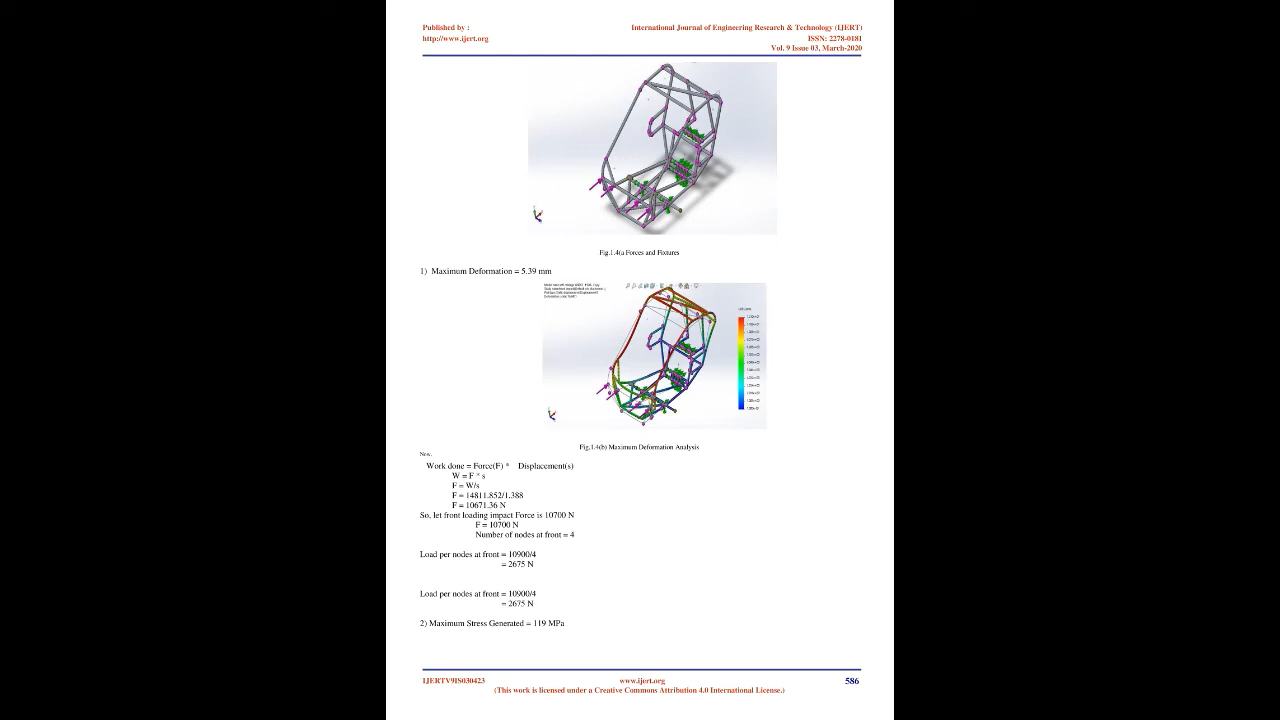 Published by :
http://www.ijert.org
International Journal of Engineering Research & Technology (IJERT)
ISSN: 2278-0181
Vol. 9 Issue 03, March-2020
Fig.1.4(a Forces and Fixtures
1) Maximum Deformation = 5.39 mm
Fig.1.4(b) Maximum Deformation Analysis
Now,
Work done = Force(F) * Displacement(s)
W = F * s
F = W/s
F = 14811.852/1.388
F = 10671.36 N
So, let front loading impact Force is 10700 N
F = 10700 N
Number of nodes at front = 4
Load per nodes at front = 10900/4
= 2675 N
Load per nodes at front = 10900/4
= 2675 N
2) Maximum Stress Generated = 119 MPa
IJERTV9IS030423
www.ijert.org
586
(This work is licensed under a Creative Commons Attribution 4.0 International License.)